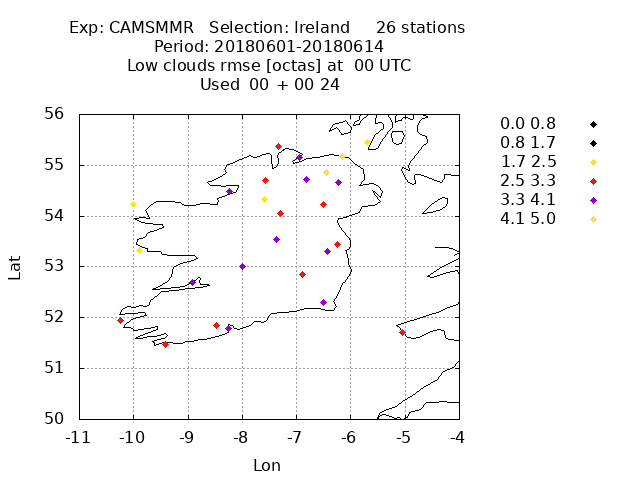 Exp: CAMSMMR   Selection: Ireland     26 stations
Period: 20180601-20180614
Low clouds rmse [octas] at  00 UTC
Used  00 + 00 24
0.0 0.8
0.8 1.7
1.7 2.5
2.5 3.3
3.3 4.1
4.1 5.0
56
55
54
53
52
51
50
Lat
-11 -10 -9 -8 -7 -6 -5 -4
Lon